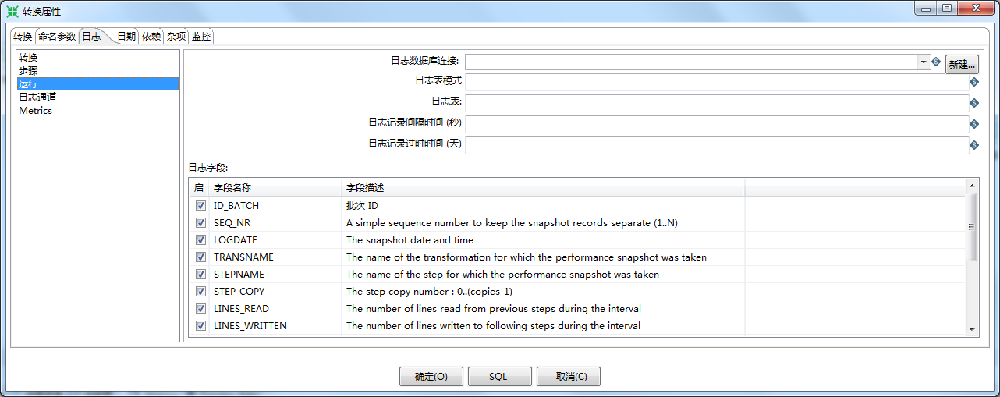 转换属性
转换 命名参数 日志 日期 依赖 杂项 监控
转换
步骤
运行
日志通道
Metrics
日志数据库连接: 新建...
日志表模式
日志表:
日志记录间隔时间 (秒)
日志记录过时时间 (天)
日志字段:
启 字段名称 字段描述
ID_BATCH 批次 ID
SEQ_NR A simple sequence number to keep the snapshot records separate (1..N)
LOGDATE The snapshot date and time
TRANSNAME The name of the transformation for which the performance snapshot was taken
STEPNAME The name of the step for which the performance snapshot was taken
STEP_COPY The step copy number : 0..(copies-1)
LINES_READ The number of lines read from previous steps during the interval
LINES_WRITTEN The number of lines written to following steps during the interval
确定(O) SQL 取消(C)